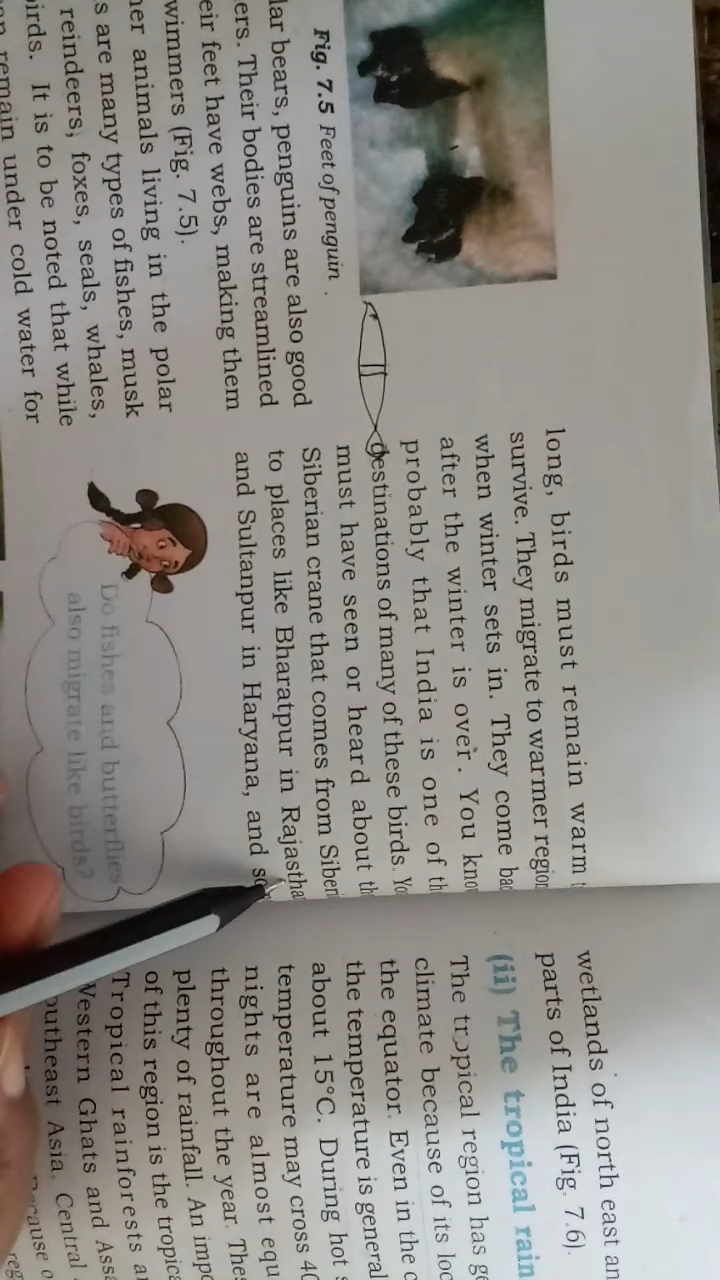 Fig. 7.5 Feet of penguin .
lar bears, penguins are also good
ers. Their bodies are streamlined
eir feet have webs, making them
wimmers (Fig. 7.5).
her animals living in the polar
s are many types of fishes, musk
reindeers, foxes, seals, whales,
irds. It is to be noted that while
n remain under cold water for
long, birds must remain warm t
survive. They migrate to warmer region
when winter sets in. They come bac
after the winter is over. You know
probably that India is one of th
destinations of many of these birds. Yo
must have seen or heard about th
Siberian crane that comes from Siberi
to places like Bharatpur in Rajastha
and Sultanpur in Haryana, and so
Do fishes and butterflies
also migrate like birds?
wetlands of north east an
parts of India (Fig. 7.6).
(ii) The tropical rain
The tropical region has ge
climate because of its loc
the equator. Even in the c
the temperature is general
about 15°C. During hot s
temperature may cross 40
nights are almost equ
throughout the year. The
plenty of rainfall. An impo
of this region is the tropica
Tropical rainforests a
Western Ghats and Assa
outheast Asia, Central
ecause o
reg